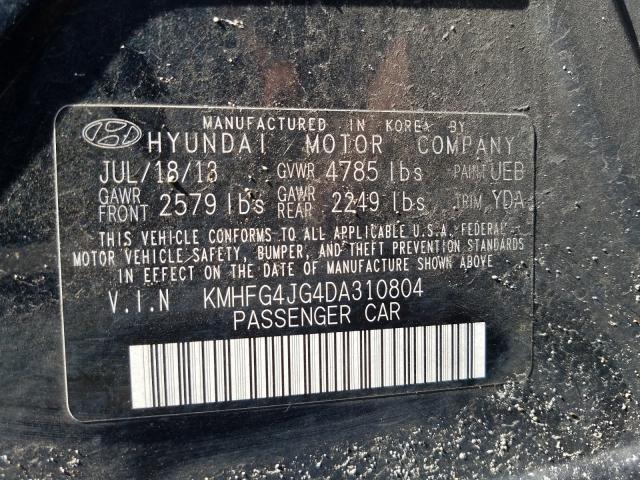 MANUFACTURED IN KOREA BY
HYUNDAI MOTOR COMPANY
JUL/18/13 GVWR 4785 lbs PAINT UEB
GAWR FRONT 2579 lbs GAWR REAR 2249 lbs TRIM YDA
THIS VEHICLE CONFORMS TO ALL APPLICABLE U.S.A. FEDERAL
MOTOR VEHICLE SAFETY, BUMPER, AND THEFT PREVENTION STANDARDS
IN EFFECT ON THE DATE OF MANUFACTURE SHOWN ABOVE
V.I.N KMHFG4JG4DA310804
PASSENGER CAR